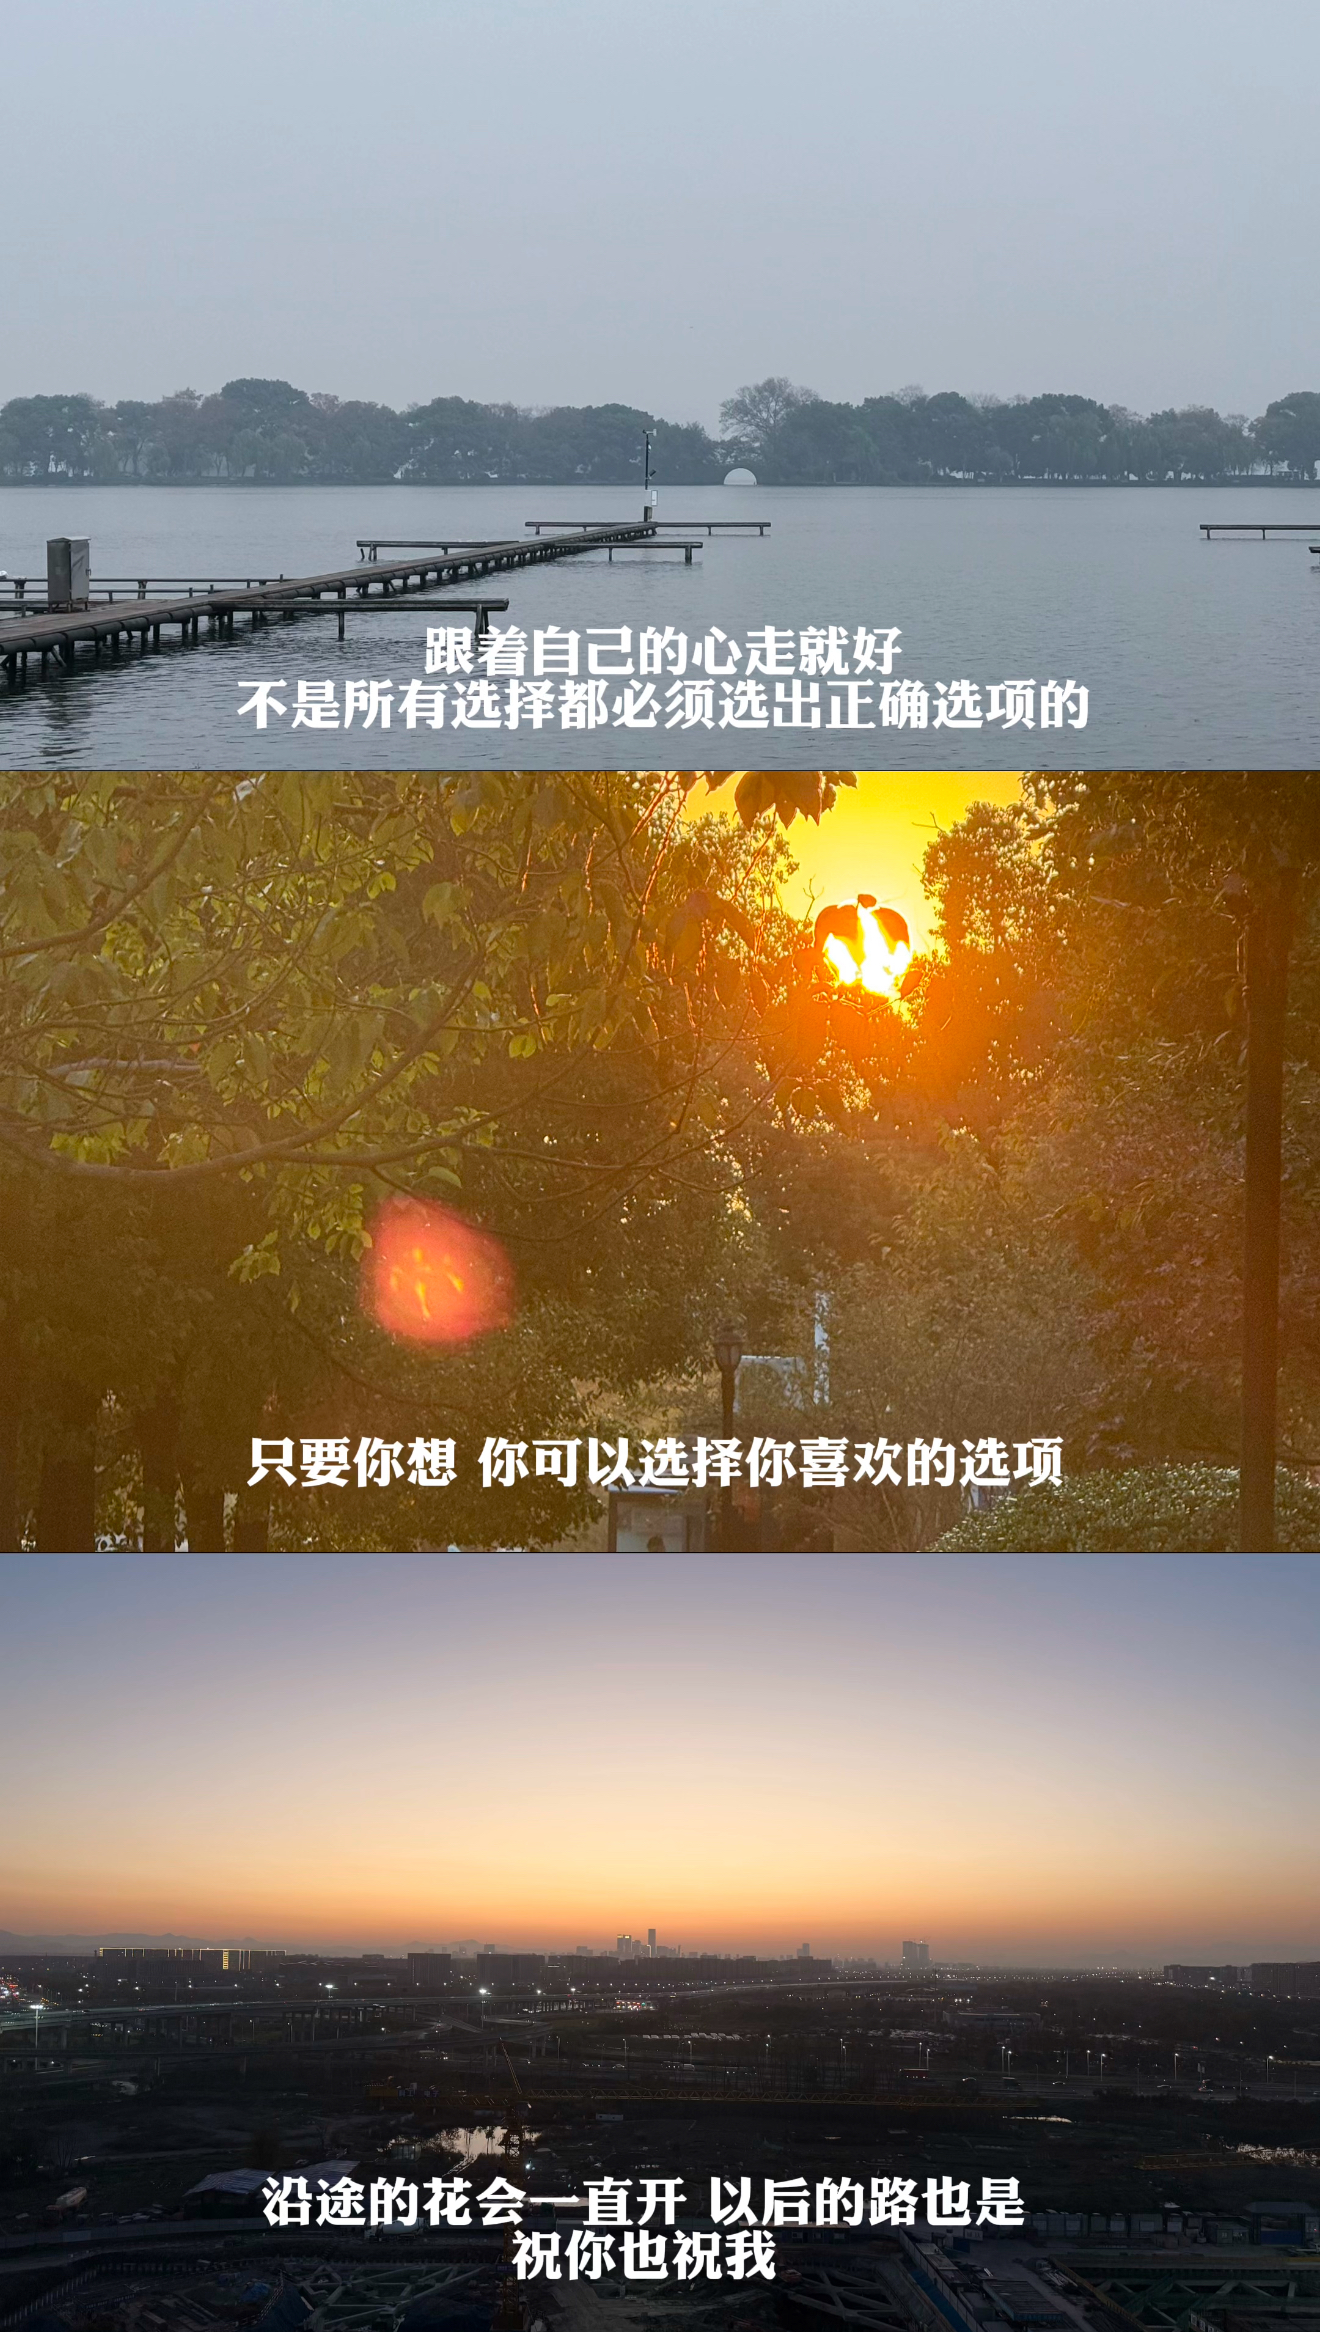 跟着自己的心走就好
不是所有选择都必须选出正确选项的
只要你想 你可以选择你喜欢的选项
沿途的花会一直开 以后的路也是
祝你也祝我